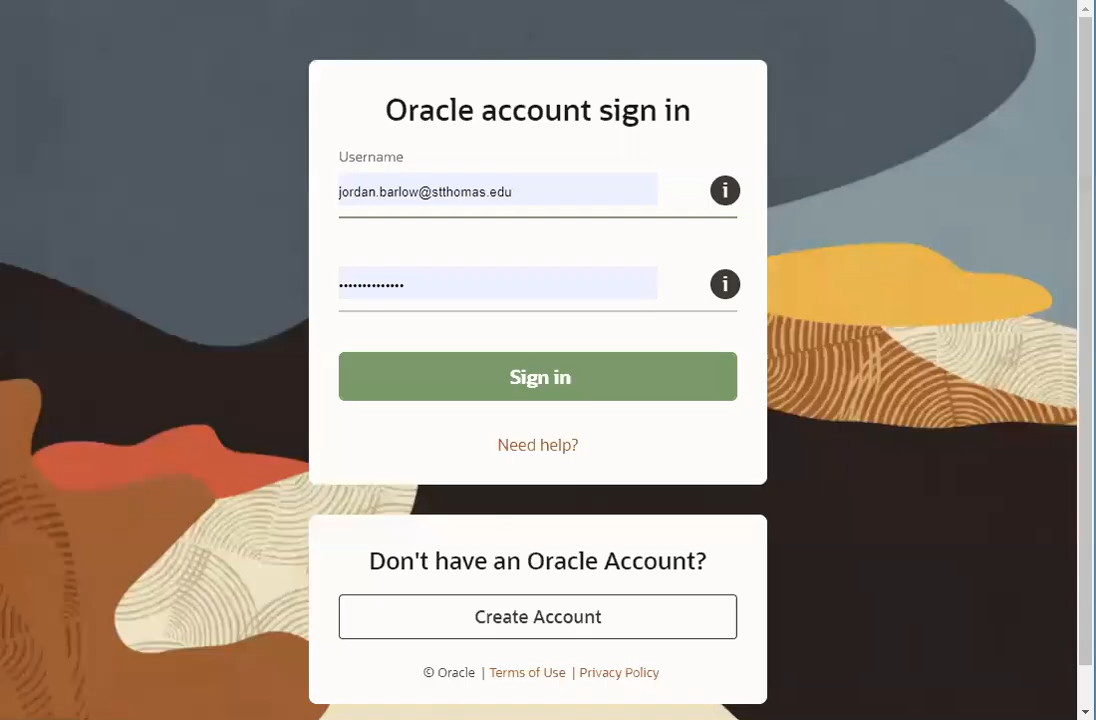 Oracle account sign in
Username
jordan.barlow@stthomas.edu
i
••••••••••••••
i
Sign in
Need help?
Don't have an Oracle Account?
Create Account
© Oracle | Terms of Use | Privacy Policy